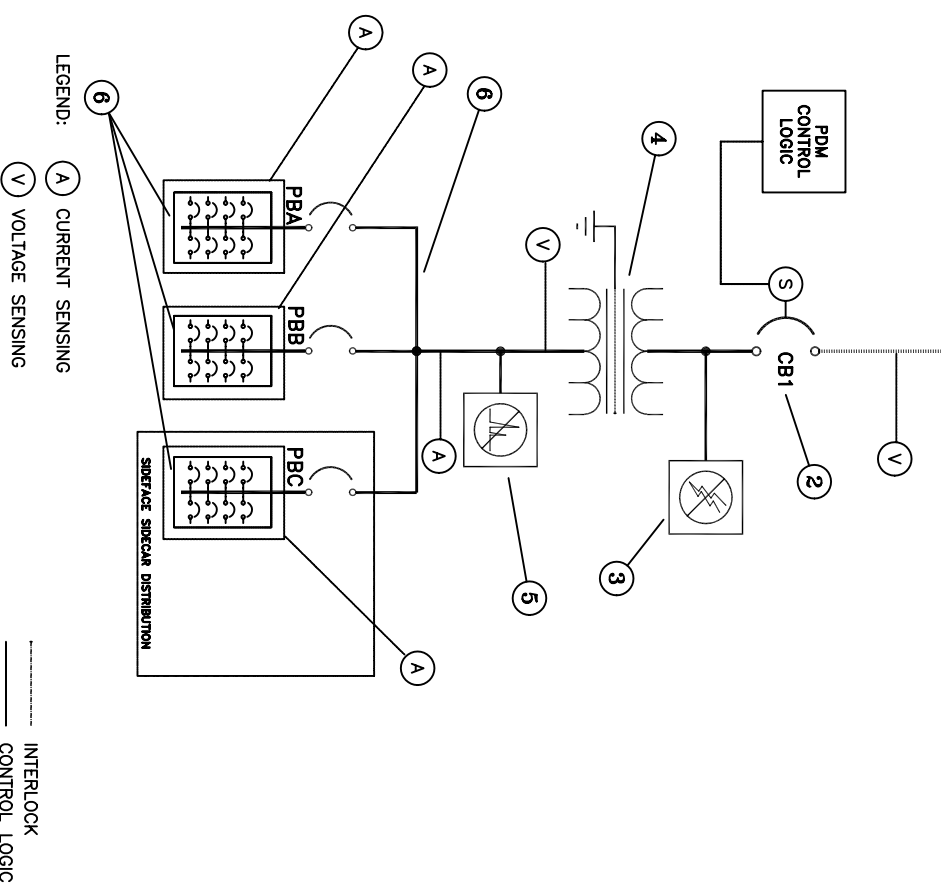 PDM
CONTROL
LOGIC
S
CB1
V
2
3
4
V
5
A
6
A
A
PBA
PBB
PBC
A
SIDEFACE SIDECAR DISTRIBUTION
6
LEGEND:
A CURRENT SENSING
V VOLTAGE SENSING
INTERLOCK
CONTROL LOGIC